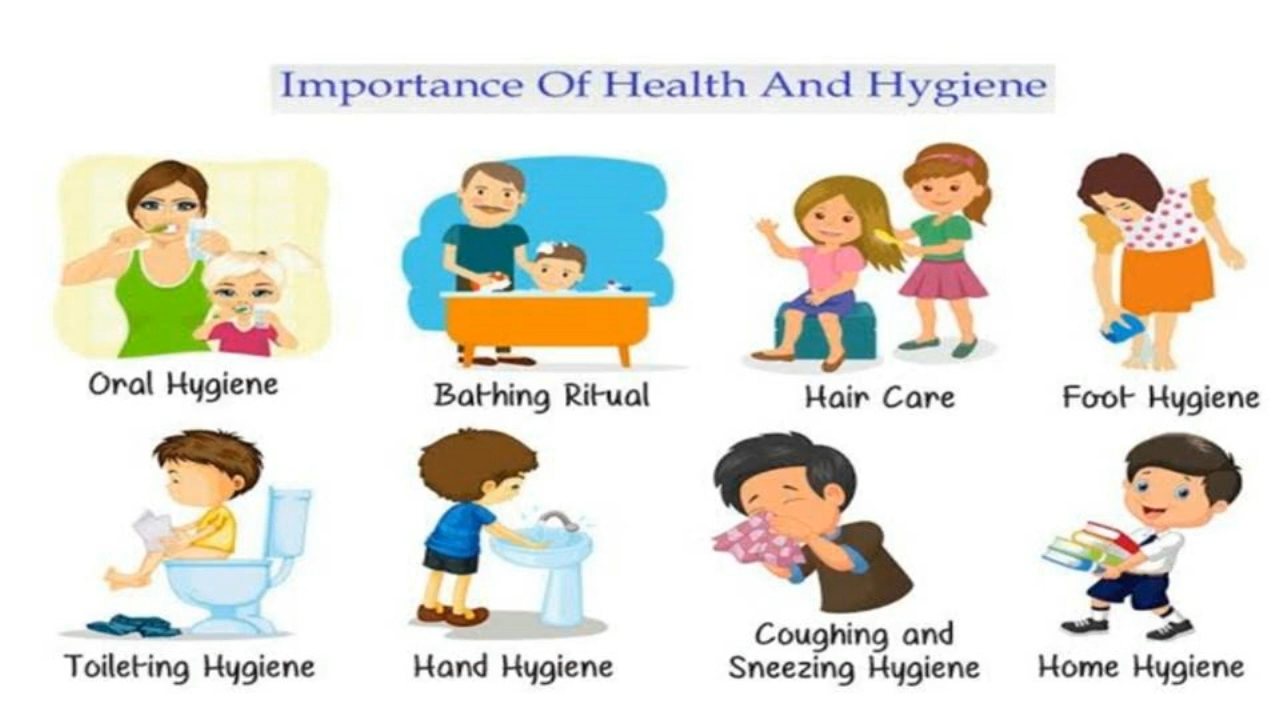 Importance Of Health And Hygiene
Oral Hygiene
Bathing Ritual
Hair Care
Foot Hygiene
Toileting Hygiene
Hand Hygiene
Coughing and
Sneezing Hygiene
Home Hygiene